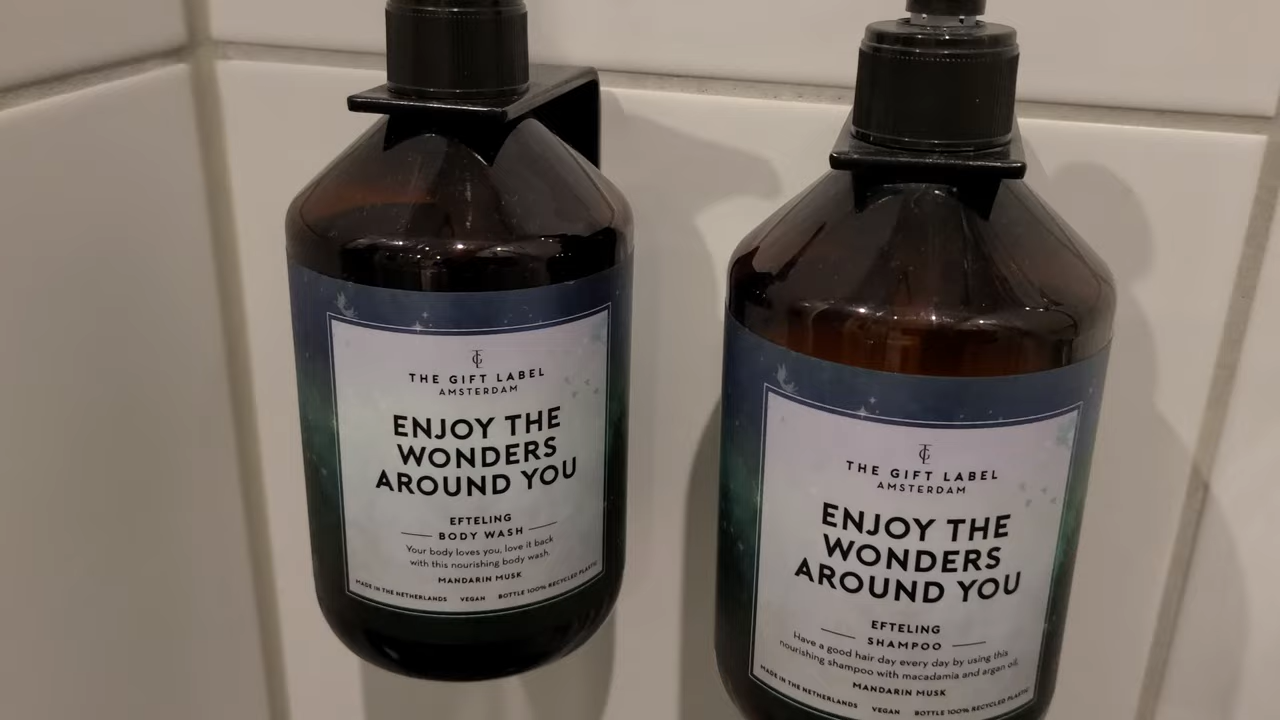 THE GIFT LABEL
AMSTERDAM
ENJOY THE
WONDERS
AROUND YOU
EFTELING
BODY WASH
Your body loves you, love it back
with this nourishing body wash.
MANDARIN MUSK
MADE IN THE NETHERLANDS VEGAN BOTTLE 100% RECYCLED PLASTIC
THE GIFT LABEL
AMSTERDAM
ENJOY THE
WONDERS
AROUND YOU
EFTELING
SHAMPOO
Have a good hair day every day by using this
nourishing shampoo with macadamia and argan oil.
MANDARIN MUSK
MADE IN THE NETHERLANDS VEGAN BOTTLE 100% RECYCLED PLASTIC